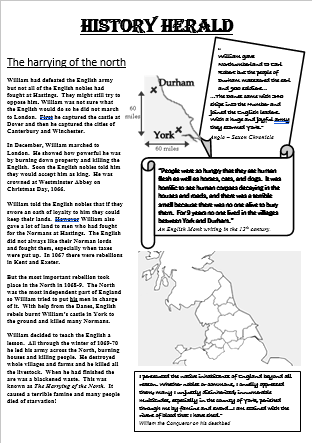 HISTORY HERALD
The harrying of the north
William had defeated the English army
but not all of the English nobles had
fought at Hastings. They might still try to
oppose him. William was not sure what
the English would do so he did not march
to London. First he captured the castle at
Dover and then he captured the cities of
Canterbury and Winchester.
In December, William marched to
London. He showed how powerful he was
by burning down property and killing the
English. Soon the English nobles told him
they would accept him as king. He was
crowned at Westminster Abbey on
Christmas Day, 1066.
William told the English nobles that if they
swore an oath of loyalty to him they could
keep their lands. However William also
gave a lot of land to men who had fought
for the Normans at Hastings. The English
did not always like their Norman lords
and fought them, especially when taxes
were put up. In 1067 there were rebellions
in Kent and Exeter.
But the most important rebellion took
place in the North in 1068-9. The North
was the most independent part of England
so William tried to put his men in charge
of it. With help from the Danes, English
rebels burnt William's castle in York to
the ground and killed many Normans.
William decided to teach the English a
lesson. All through the winter of 1069-70
he led his army across the North, burning
houses and killing people. He destroyed
whole villages and farms and he killed all
the livestock. When he had finished the
area was a blackened waste. This was
known as The Harrying of the North. It
caused a terrible famine and many people
died of starvation!
Durham
60
miles
York
60 miles
"
William gave
Northumberland to Earl
Robert but the people of
Durham massacred the earl
and 900 soldiers...
...The Danes came with 240
ships into the Humber and
joined the English leaders
With a huge and joyful army
they stormed York."
Anglo – Saxon Chronicle
"People were so hungry that they ate human
flesh as well as horses, cats, and dogs. It was
horrific to see human corpses decaying in the
houses and roads, and there was a terrible
smell because there was no one alive to bury
them. For 9 years no one lived in the villages
between York and Durham."
An English Monk writing in the 12th century.
I persecuted the native inhabitants of England beyond all
reason. Whether nobles or commons, I cruelly oppressed
them; many I unjustly disinherited; innumerable
multitudes, especially in the county of York, perished
through me by famine and sword...I am stained with the
rivers of blood that I have shed."
William the Conqueror on his deathbed